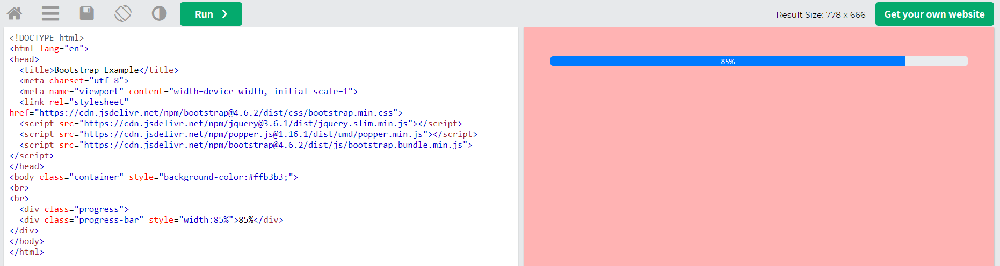 Run ❯
Result Size: 778 x 666
Get your own website
<!DOCTYPE html>
<html lang="en">
<head>
  <title>Bootstrap Example</title>
  <meta charset="utf-8">
  <meta name="viewport" content="width=device-width, initial-scale=1">
  <link rel="stylesheet"
href="https://cdn.jsdelivr.net/npm/bootstrap@4.6.2/dist/css/bootstrap.min.css">
  <script src="https://cdn.jsdelivr.net/npm/jquery@3.6.1/dist/jquery.slim.min.js"></script>
  <script src="https://cdn.jsdelivr.net/npm/popper.js@1.16.1/dist/umd/popper.min.js"></script>
  <script src="https://cdn.jsdelivr.net/npm/bootstrap@4.6.2/dist/js/bootstrap.bundle.min.js">
</script>
</head>
<body class="container" style="background-color:#ffb3b3;">
<br>
<br>
  <div class="progress">
  <div class="progress-bar" style="width:85%">85%</div>
</div>
</body>
</html>
85%